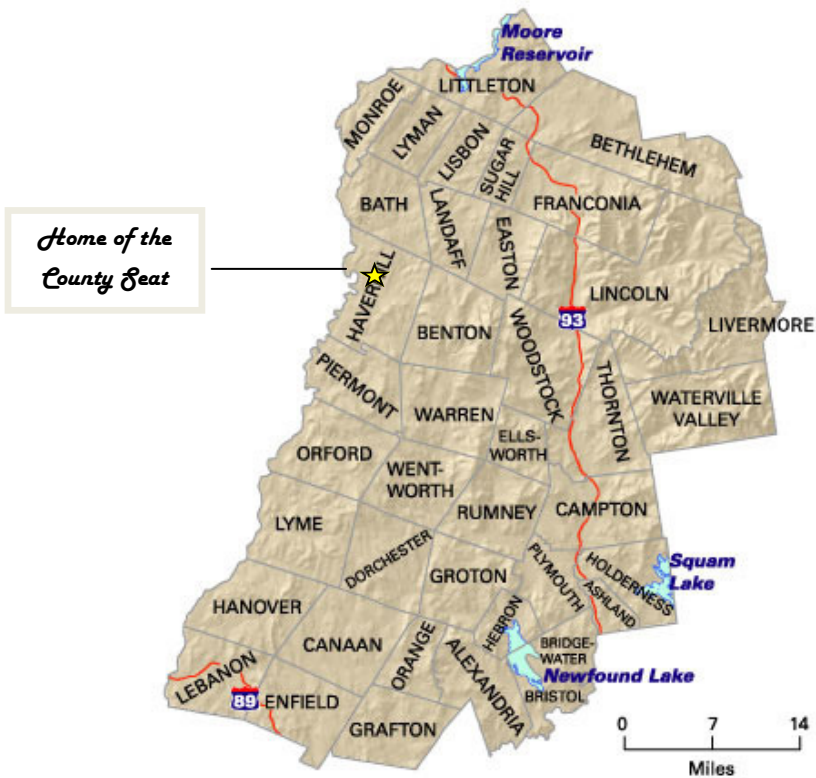 Moore
Reservoir
LITTLETON
MONROE
LYMAN
LISBON
SUGAR
HILL
BETHLEHEM
BATH
LANDAFF
FRANCONIA
EASTON
Home of the
County Seat
HAVERHILL
LINCOLN
93
LIVERMORE
BENTON
WOODSTOCK
PIERMONT
THORNTON
WATERVILLE
VALLEY
WARREN
ELLS-
WORTH
ORFORD
WENT-
WORTH
RUMNEY
CAMPTON
LYME
DORCHESTER
GROTON
PLYMOUTH
HOLDERNESS
ASHLAND
Squam
Lake
HANOVER
HEBRON
CANAAN
ORANGE
ALEXANDRIA
BRIDGE-
WATER
Newfound Lake
BRISTOL
LEBANON
89
ENFIELD
GRAFTON
0 7 14
Miles